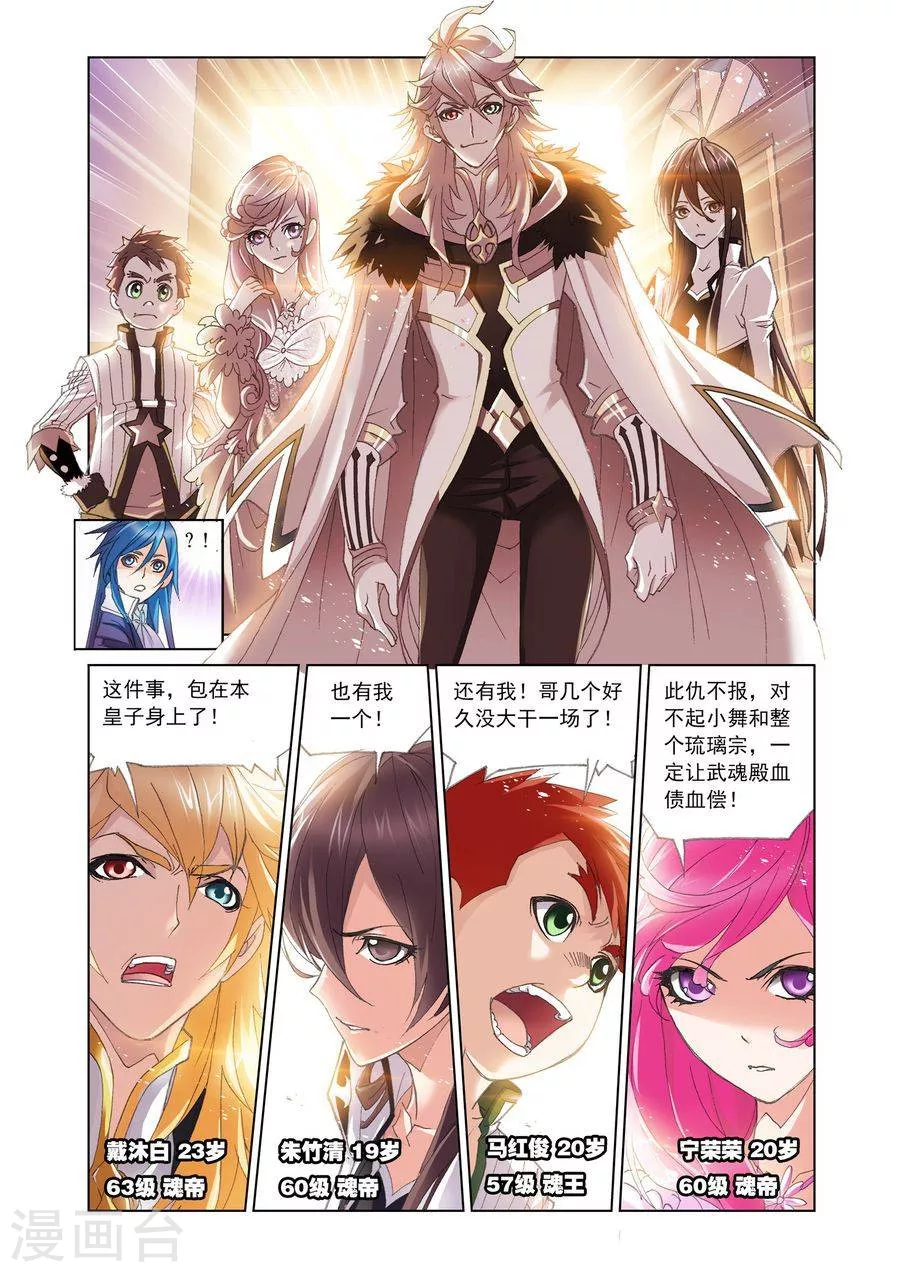 ?!
这件事，包在本
皇子身上了！
也有我
一个！
还有我！哥几个好
久没大干一场了！
此仇不报，对
不起小舞和整
个琉璃宗，一
定让武魂殿血
债血偿！
戴沐白 23岁
63级 魂帝
朱竹清 19岁
60级 魂帝
马红俊 20岁
57级 魂王
宁荣荣 20岁
60级 魂帝
漫画台